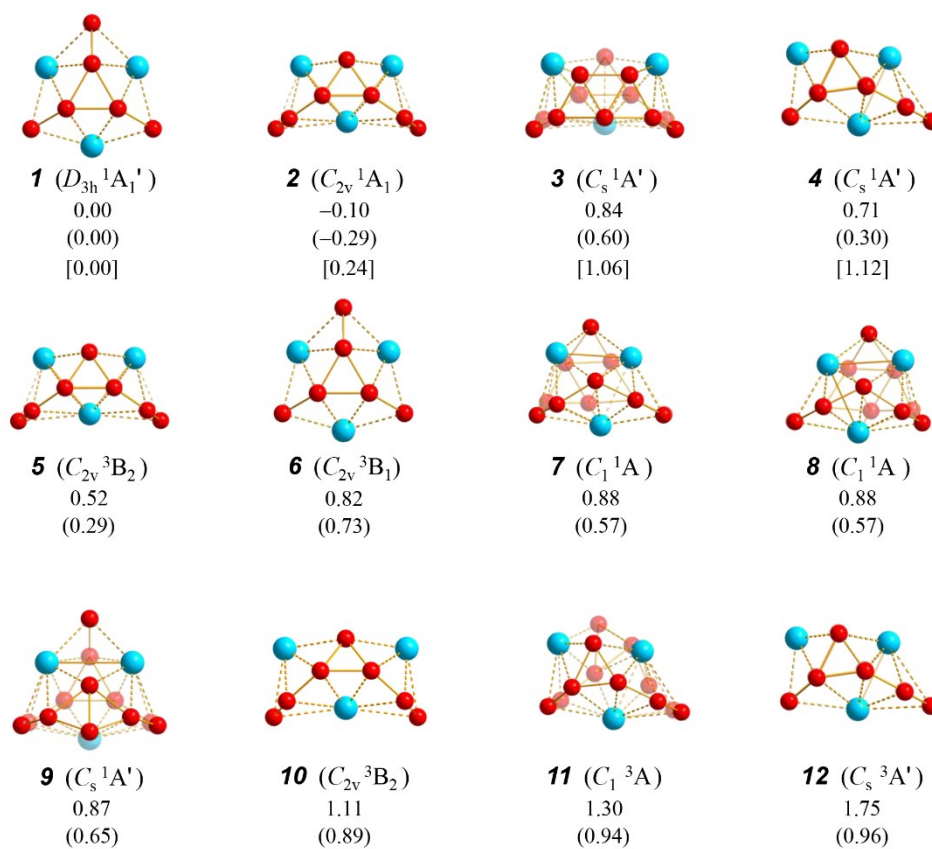 1 (D3h 1A1') 2 (C2v 1A1) 3 (Cs 1A') 4 (Cs 1A')
0.00 −0.10 0.84 0.71
(0.00) (−0.29) (0.60) (0.30)
[0.00] [0.24] [1.06] [1.12]
5 (C2v 3B2) 6 (C2v 3B1) 7 (C1 1A) 8 (C1 1A)
0.52 0.82 0.88 0.88
(0.29) (0.73) (0.57) (0.57)
9 (Cs 1A') 10 (C2v 3B2) 11 (C1 3A) 12 (Cs 3A')
0.87 1.11 1.30 1.75
(0.65) (0.89) (0.94) (0.96)